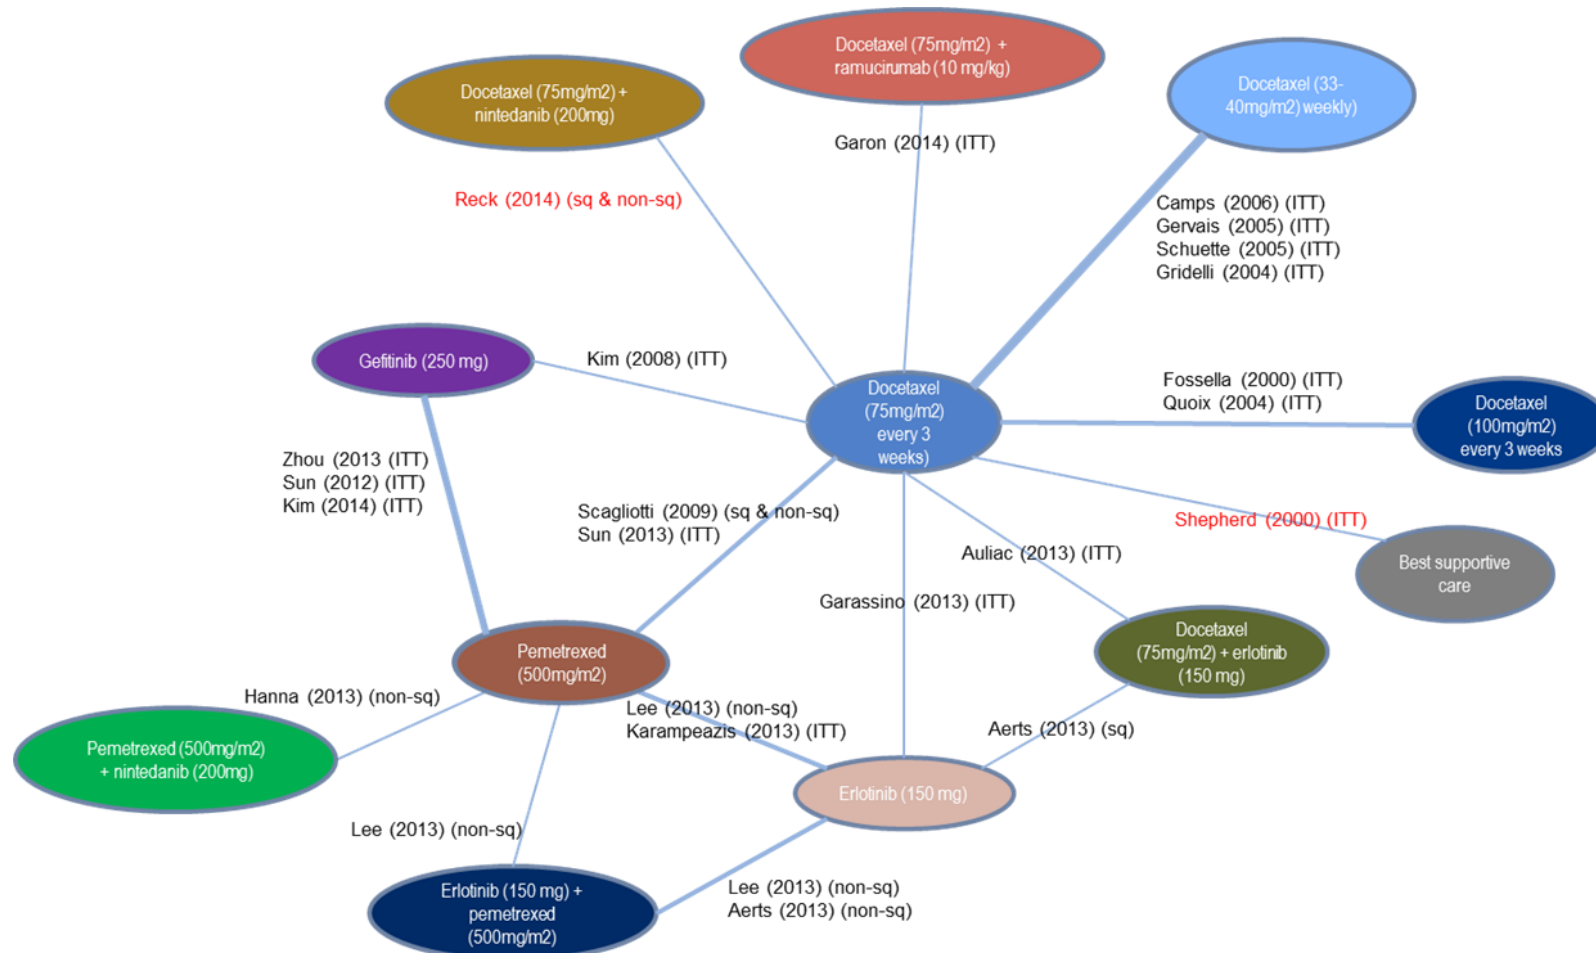 Docetaxel (75mg/m2) +
ramucirumab (10 mg/kg)
Docetaxel (75mg/m2) +
nintedanib (200mg)
Docetaxel (33-
40mg/m2) weekly)
Garon (2014) (ITT)
Reck (2014) (sq & non-sq)
Camps (2006) (ITT)
Gervais (2005) (ITT)
Schuette (2005) (ITT)
Gridelli (2004) (ITT)
Gefitinib (250 mg)
Kim (2008) (ITT)
Docetaxel
(75mg/m2)
every 3
weeks)
Fossella (2000) (ITT)
Quoix (2004) (ITT)
Docetaxel
(100mg/m2)
every 3 weeks
Zhou (2013 (ITT)
Sun (2012) (ITT)
Kim (2014) (ITT)
Scagliotti (2009) (sq & non-sq)
Sun (2013) (ITT)
Shepherd (2000) (ITT)
Auliac (2013) (ITT)
Best supportive
care
Garassino (2013) (ITT)
Docetaxel
(75mg/m2) + erlotinib
(150 mg)
Pemetrexed
(500mg/m2)
Hanna (2013) (non-sq)
Lee (2013) (non-sq)
Karampeazis (2013) (ITT)
Aerts (2013) (sq)
Pemetrexed (500mg/m2)
+ nintedanib (200mg)
Erlotinib (150 mg)
Lee (2013) (non-sq)
Erlotinib (150 mg) +
pemetrexed
(500mg/m2)
Lee (2013) (non-sq)
Aerts (2013) (non-sq)